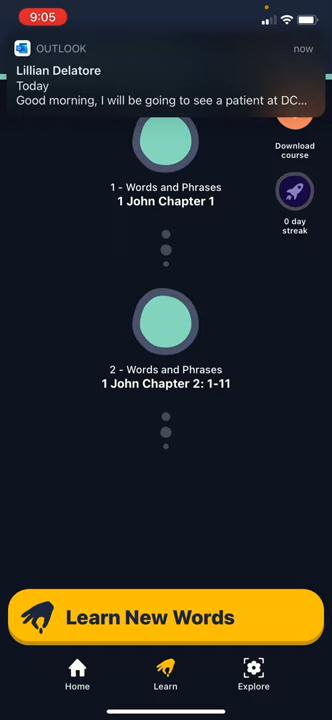 9:05
OUTLOOK
now
Lillian Delatore
Today
Good morning, I will be going to see a patient at DC...
Download
course
1 - Words and Phrases
1 John Chapter 1
0 day
streak
2 - Words and Phrases
1 John Chapter 2: 1-11
Learn New Words
Home
Learn
Explore